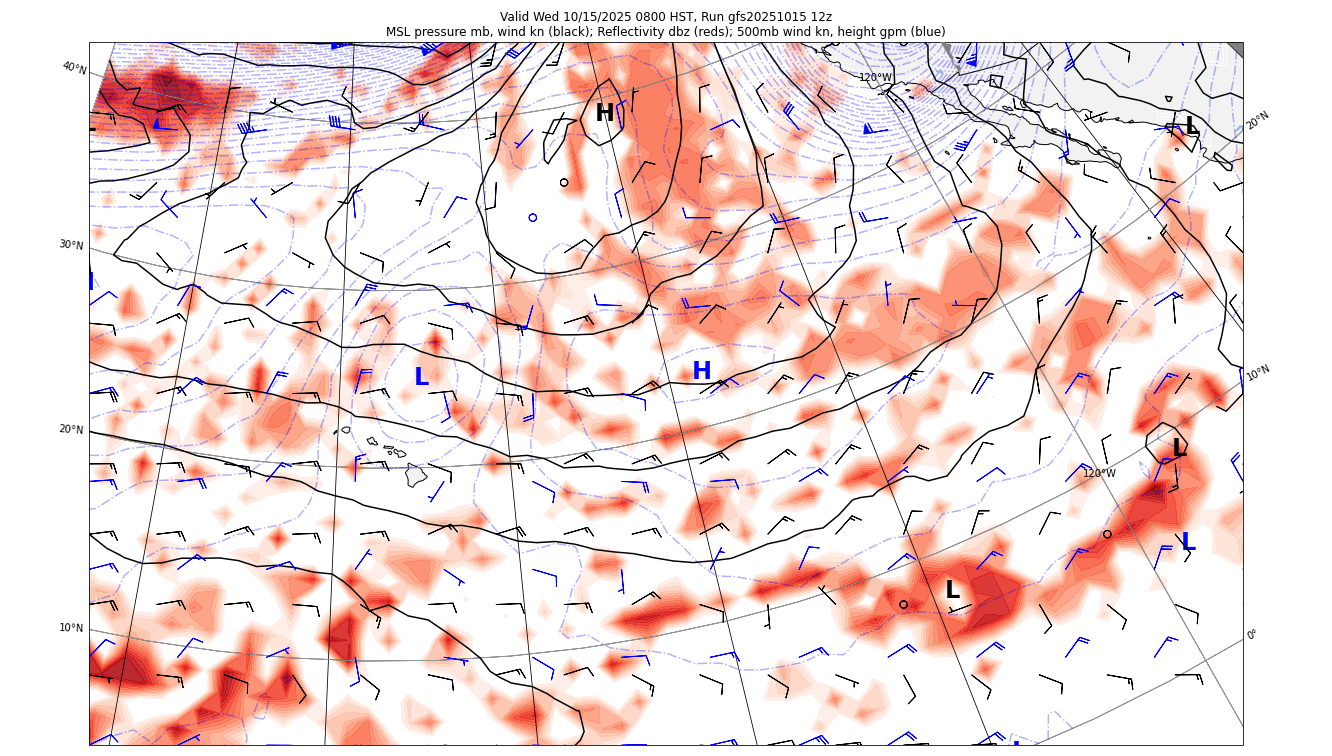 Valid Wed 10/15/2025 0800 HST, Run gfs20251015 12z
MSL pressure mb, wind kn (black); Reflectivity dbz (reds); 500mb wind kn, height gpm (blue)
40°N
120°W
H
L
20°N
30°N
H
L
10°N
20°N
L
120°W
L
L
10°N
0°